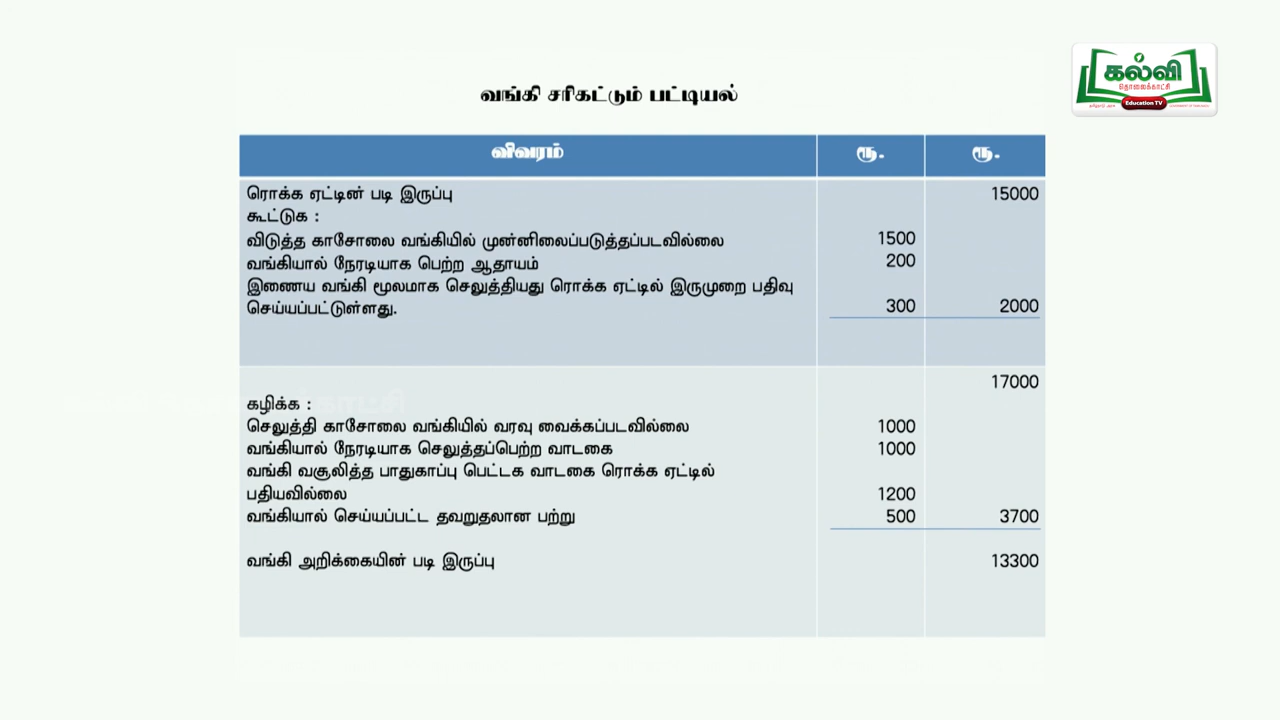 கல்வி
தொலைக்காட்சி
Education TV
வங்கி சரிகட்டும் பட்டியல்
விவரம் ரூ. ரூ.
ரொக்க ஏட்டின் படி இருப்பு 15000
கூட்டுக :
விடுத்த காசோலை வங்கியில் முன்னிலைப்படுத்தப்படவில்லை 1500
வங்கியால் நேரடியாக பெற்ற ஆதாயம் 200
இணைய வங்கி மூலமாக செலுத்தியது ரொக்க ஏட்டில் இருமுறை பதிவு
செய்யப்பட்டுள்ளது. 300 2000
17000
கழிக்க :
செலுத்தி காசோலை வங்கியில் வரவு வைக்கப்படவில்லை 1000
வங்கியால் நேரடியாக செலுத்தப்பெற்ற வாடகை 1000
வங்கி வசூலித்த பாதுகாப்பு பெட்டக வாடகை ரொக்க ஏட்டில்
பதியவில்லை 1200
வங்கியால் செய்யப்பட்ட தவறுதலான பற்று 500 3700
வங்கி அறிக்கையின் படி இருப்பு 13300